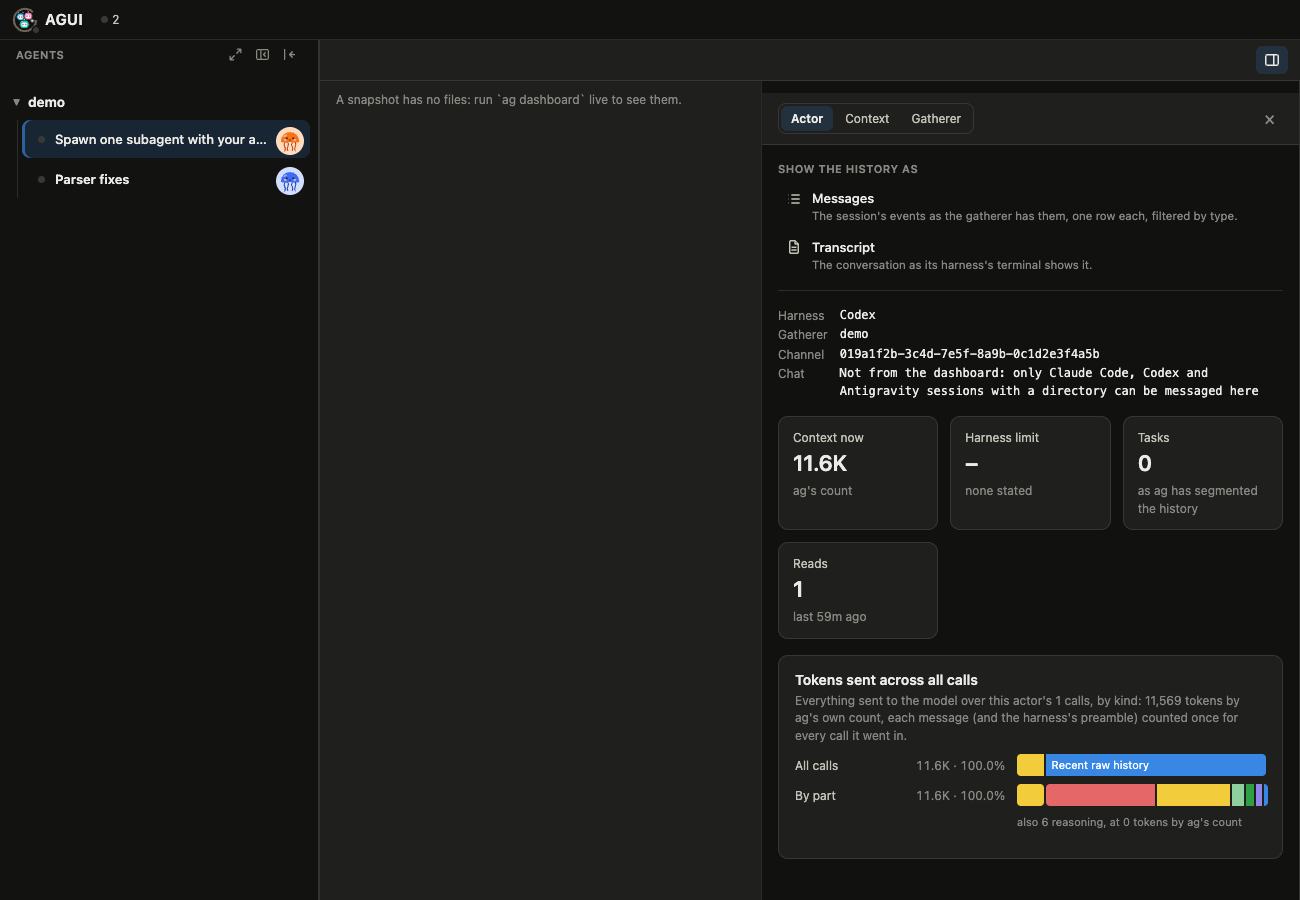 AGUI
2
AGENTS
demo
Spawn one subagent with your a...
Parser fixes
A snapshot has no files: run `ag dashboard` live to see them.
Actor
Context
Gatherer
SHOW THE HISTORY AS
Messages
The session's events as the gatherer has them, one row each, filtered by type.
Transcript
The conversation as its harness's terminal shows it.
Harness Codex
Gatherer demo
Channel 019a1f2b-3c4d-7e5f-8a9b-0c1d2e3f4a5b
Chat Not from the dashboard: only Claude Code, Codex and
Antigravity sessions with a directory can be messaged here
Context now
11.6K
ag's count
Harness limit
–
none stated
Tasks
0
as ag has segmented
the history
Reads
1
last 59m ago
Tokens sent across all calls
Everything sent to the model over this actor's 1 calls, by kind: 11,569 tokens by
ag's own count, each message (and the harness's preamble) counted once for
every call it went in.
All calls 11.6K · 100.0% Recent raw history
By part 11.6K · 100.0%
also 6 reasoning, at 0 tokens by ag's count